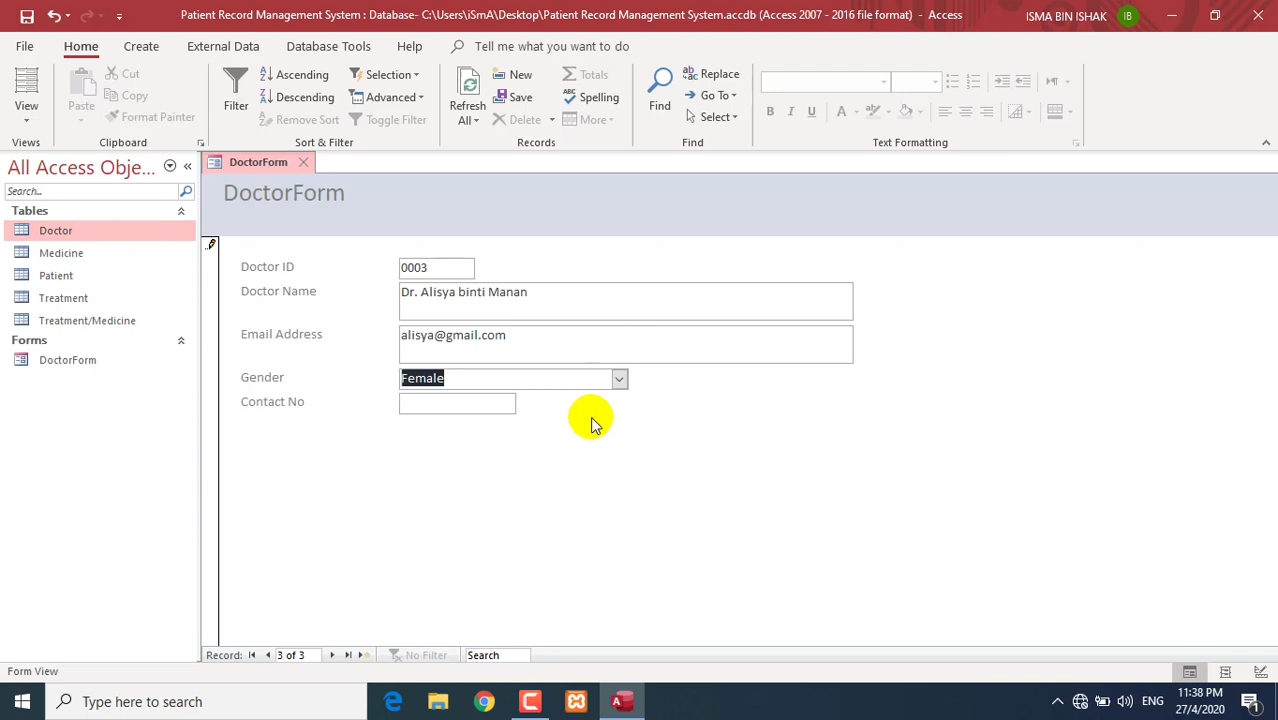 Patient Record Management System : Database- C:\Users\iSmA\Desktop\Patient Record Management System.accdb (Access 2007 - 2016 file format) - Access
ISMA BIN ISHAK
IB
File
Home
Create
External Data
Database Tools
Help
Tell me what you want to do
View
Views
Paste
Cut
Copy
Format Painter
Clipboard
Filter
Ascending
Descending
Remove Sort
Selection
Advanced
Toggle Filter
Sort & Filter
Refresh
All
New
Save
Delete
Totals
Spelling
More
Records
Find
Replace
Go To
Select
Find
B
I
U
A
Text Formatting
All Access Obje...
Search...
Tables
Doctor
Medicine
Patient
Treatment
Treatment/Medicine
Forms
DoctorForm
DoctorForm
DoctorForm
Doctor ID
0003
Doctor Name
Dr. Alisya binti Manan
Email Address
alisya@gmail.com
Gender
Female
Contact No
Record:
3 of 3
No Filter
Search
Form View
Type here to search
ENG
11:38 PM
27/4/2020
1